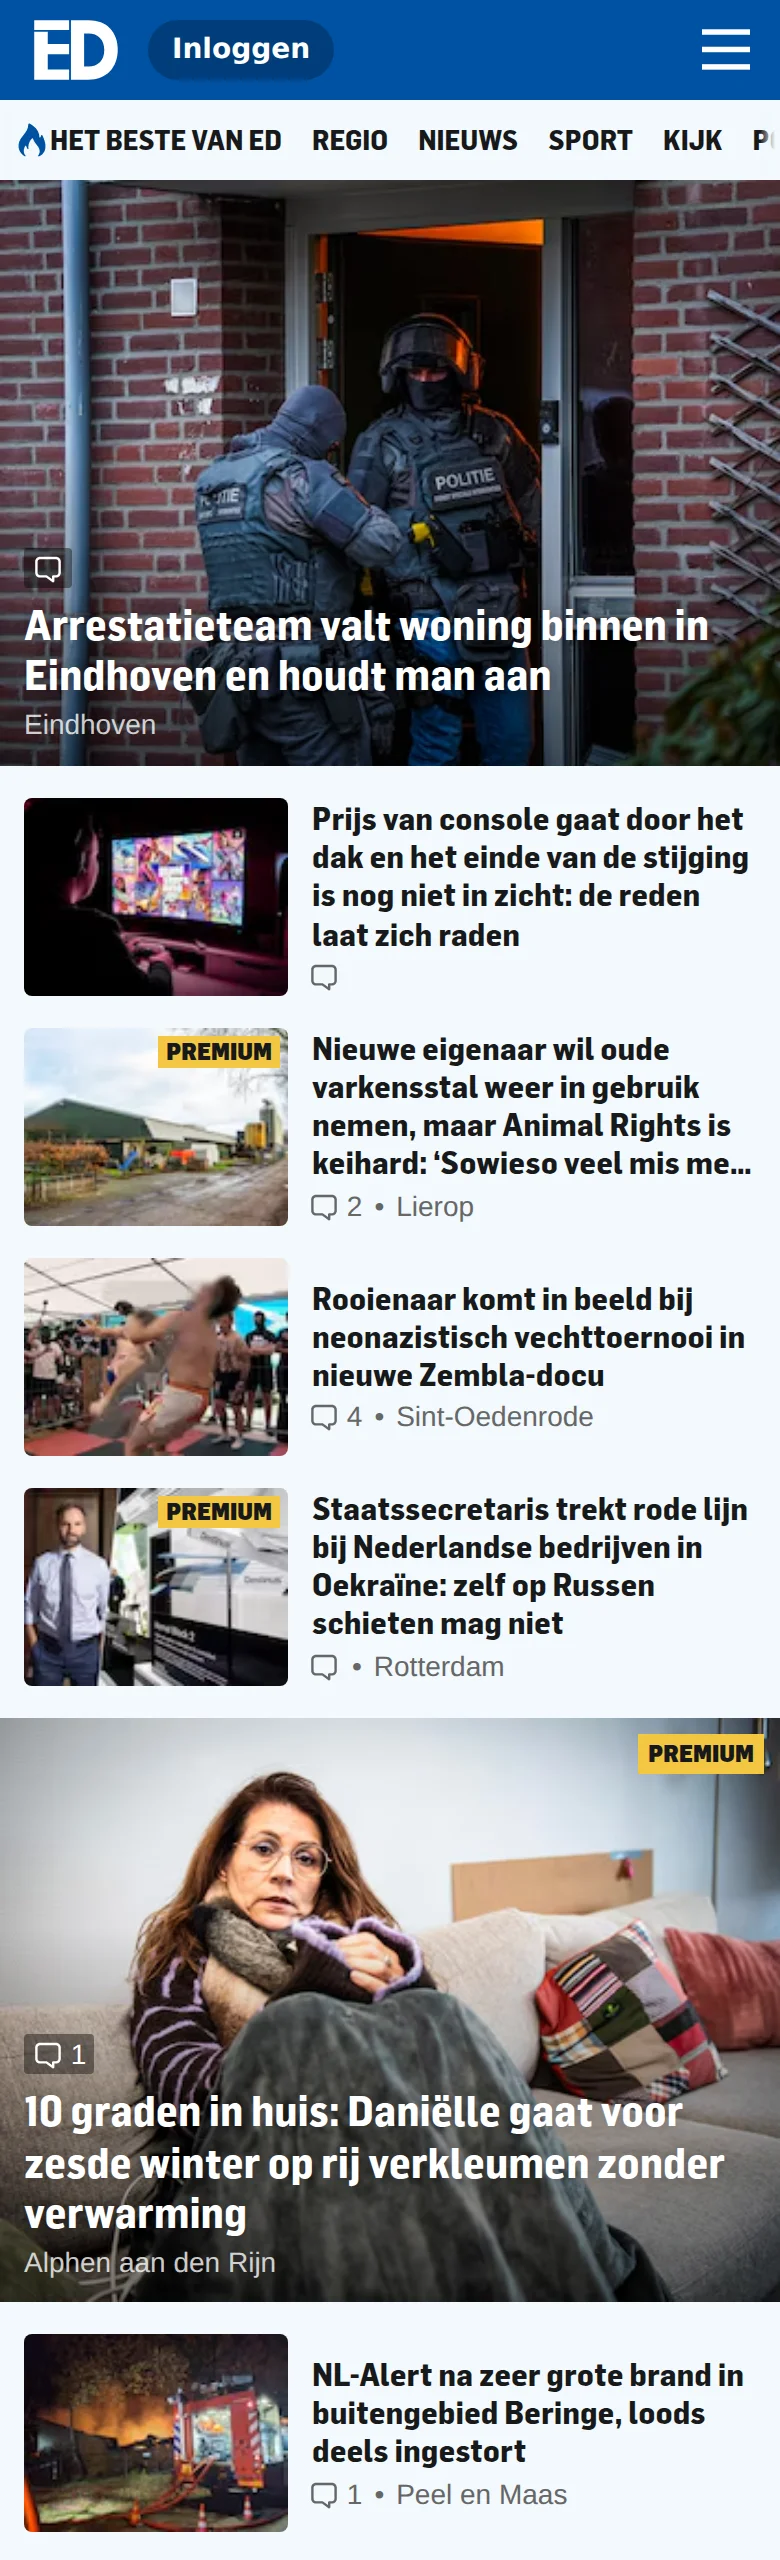 ED
Inloggen
HET BESTE VAN ED
REGIO
NIEUWS
SPORT
KIJK
POLITIE
Arrestatieteam valt woning binnen in
Eindhoven en houdt man aan
Eindhoven
Prijs van console gaat door het
dak en het einde van de stijging
is nog niet in zicht: de reden
laat zich raden
PREMIUM
Nieuwe eigenaar wil oude
varkensstal weer in gebruik
nemen, maar Animal Rights is
keihard: ‘Sowieso veel mis me...
2 • Lierop
Rooienaar komt in beeld bij
neonazistisch vechttoernooi in
nieuwe Zembla-docu
4 • Sint-Oedenrode
PREMIUM
Staatssecretaris trekt rode lijn
bij Nederlandse bedrijven in
Oekraïne: zelf op Russen
schieten mag niet
• Rotterdam
PREMIUM
1
10 graden in huis: Daniëlle gaat voor
zesde winter op rij verkleumen zonder
verwarming
Alphen aan den Rijn
NL-Alert na zeer grote brand in
buitengebied Beringe, loods
deels ingestort
1 • Peel en Maas